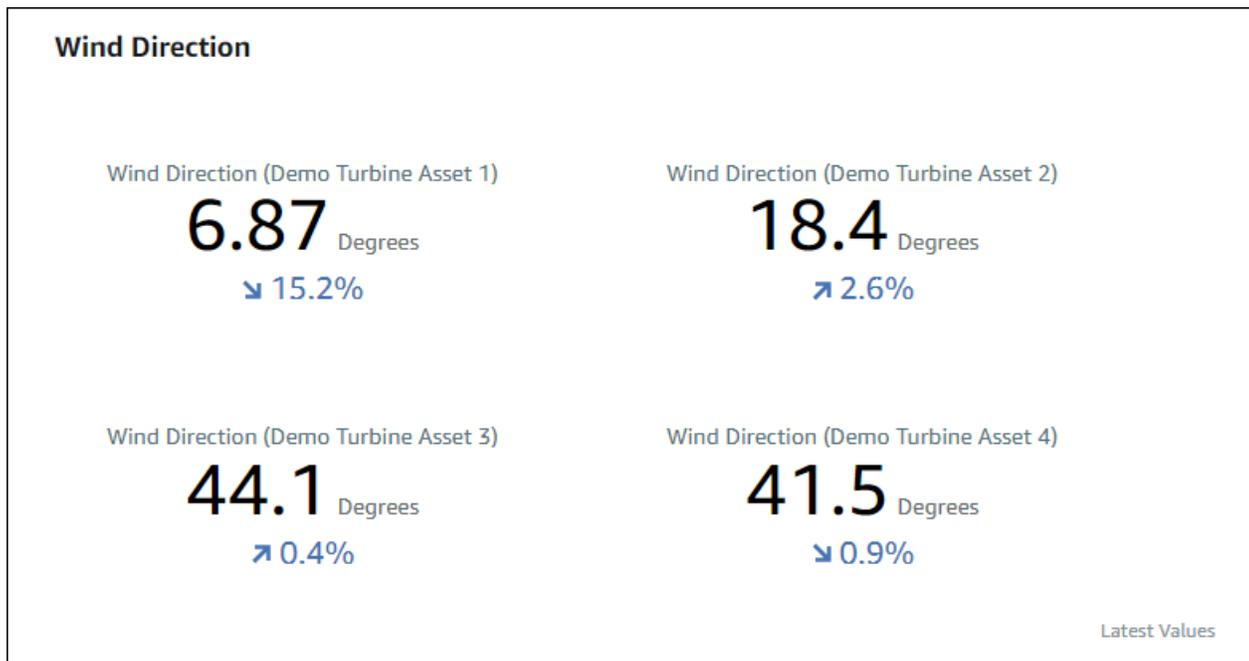 Wind Direction
Wind Direction (Demo Turbine Asset 1)
6.87 Degrees
↘ 15.2%
Wind Direction (Demo Turbine Asset 2)
18.4 Degrees
↗ 2.6%
Wind Direction (Demo Turbine Asset 3)
44.1 Degrees
↗ 0.4%
Wind Direction (Demo Turbine Asset 4)
41.5 Degrees
↘ 0.9%
Latest Values